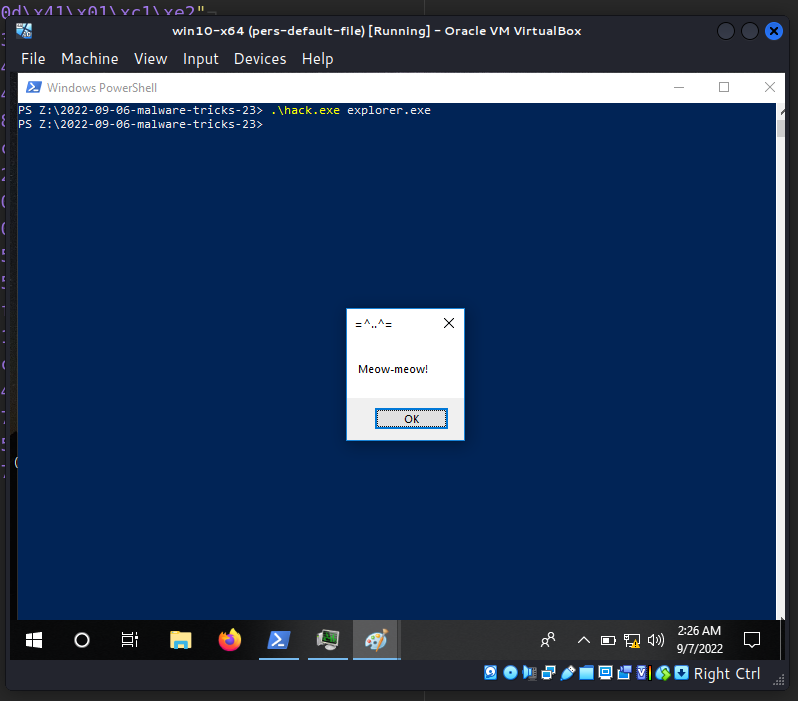 0d\x41\x01\xc1\xe2"
win10-x64 (pers-default-file) [Running] - Oracle VM VirtualBox
File Machine View Input Devices Help
Windows PowerShell
PS Z:\2022-09-06-malware-tricks-23> .\hack.exe explorer.exe
PS Z:\2022-09-06-malware-tricks-23>
=^..^=
Meow-meow!
OK
2:26 AM
9/7/2022
Right Ctrl